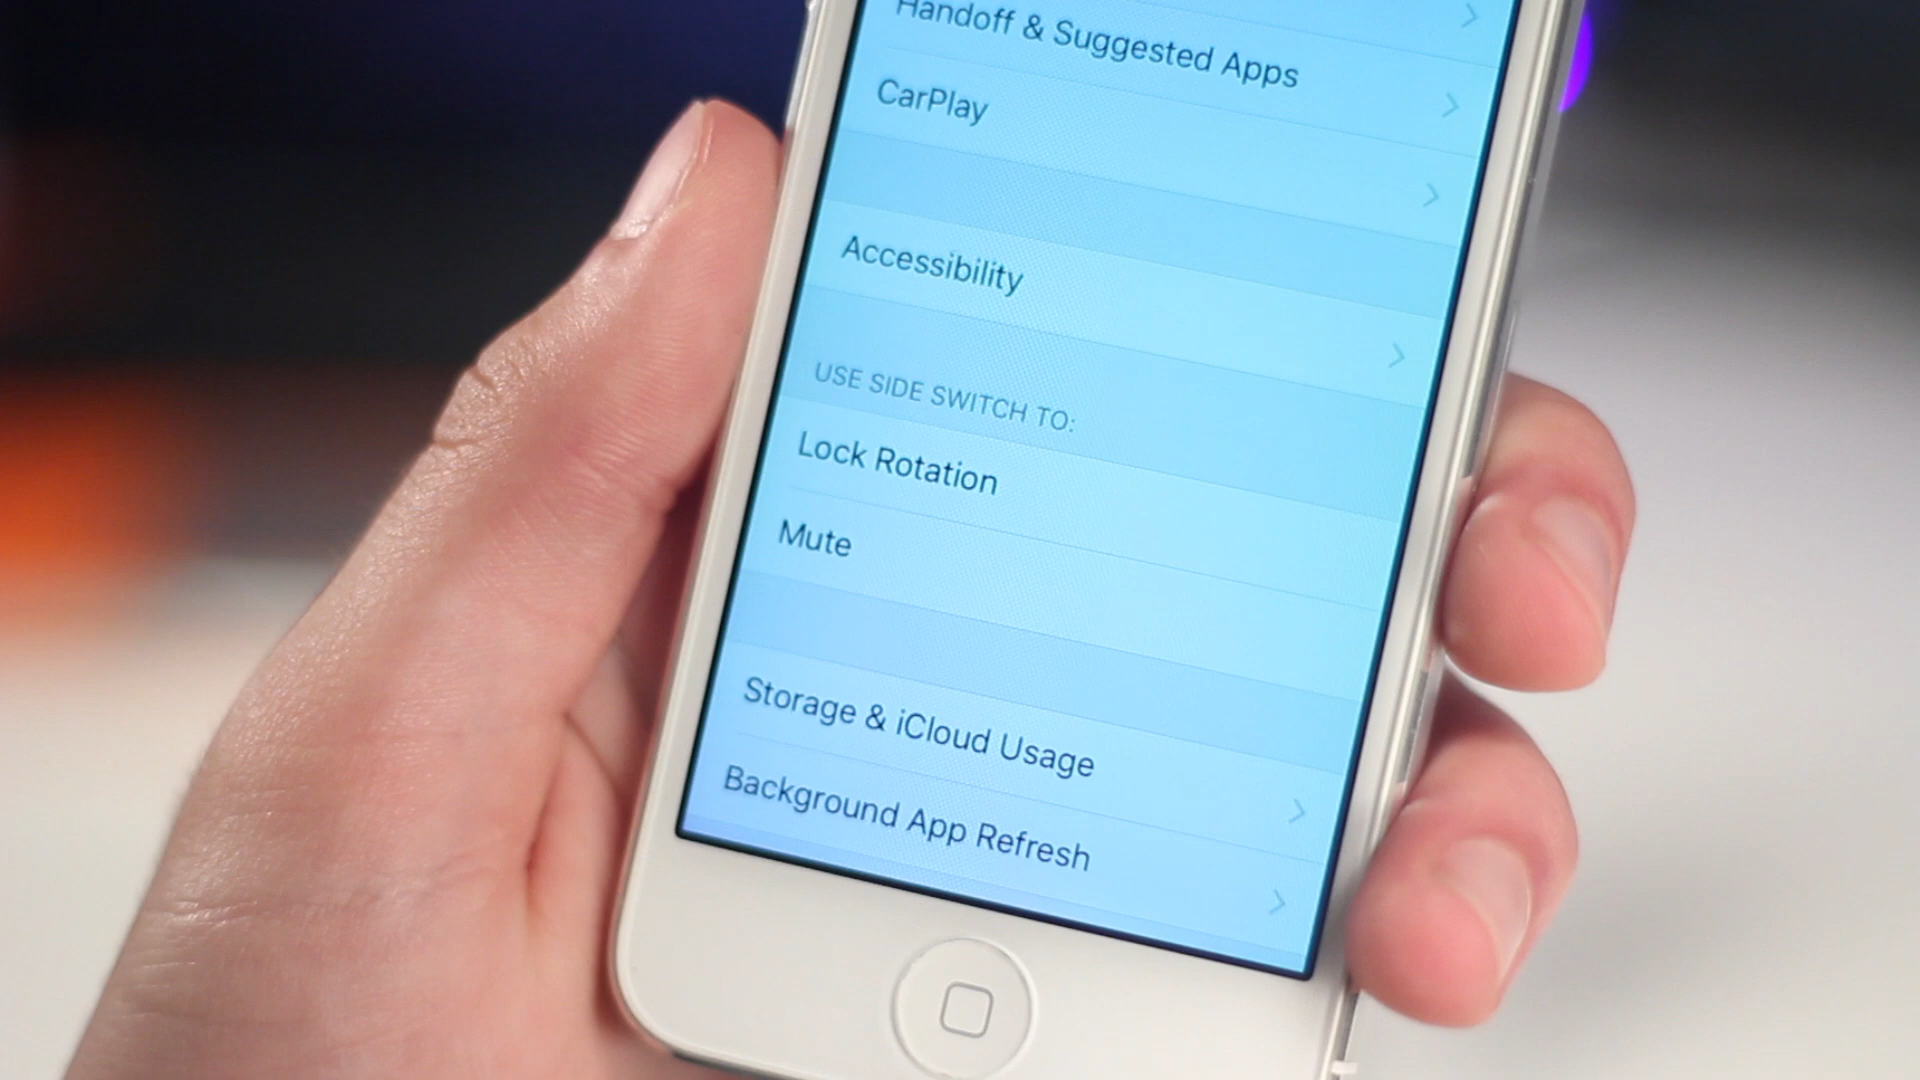 Handoff & Suggested Apps
CarPlay
Accessibility
USE SIDE SWITCH TO:
Lock Rotation
Mute
Storage & iCloud Usage
Background App Refresh